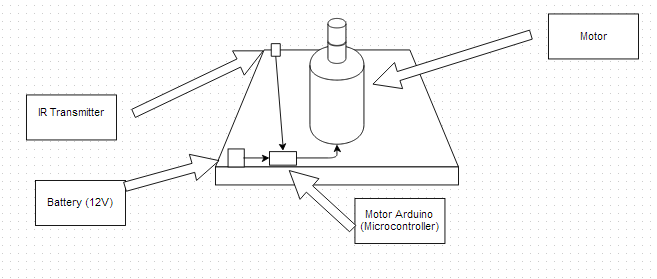 Motor
IR Transmitter
Battery (12V)
Motor Arduino
(Microcontroller)